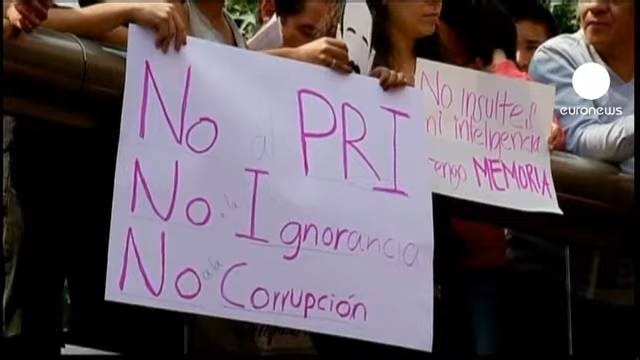 No al PRI
No a la Ignorancia
No a la Corrupción
No Insultes
mi inteligencia
Tengo MEMORIA
euronews